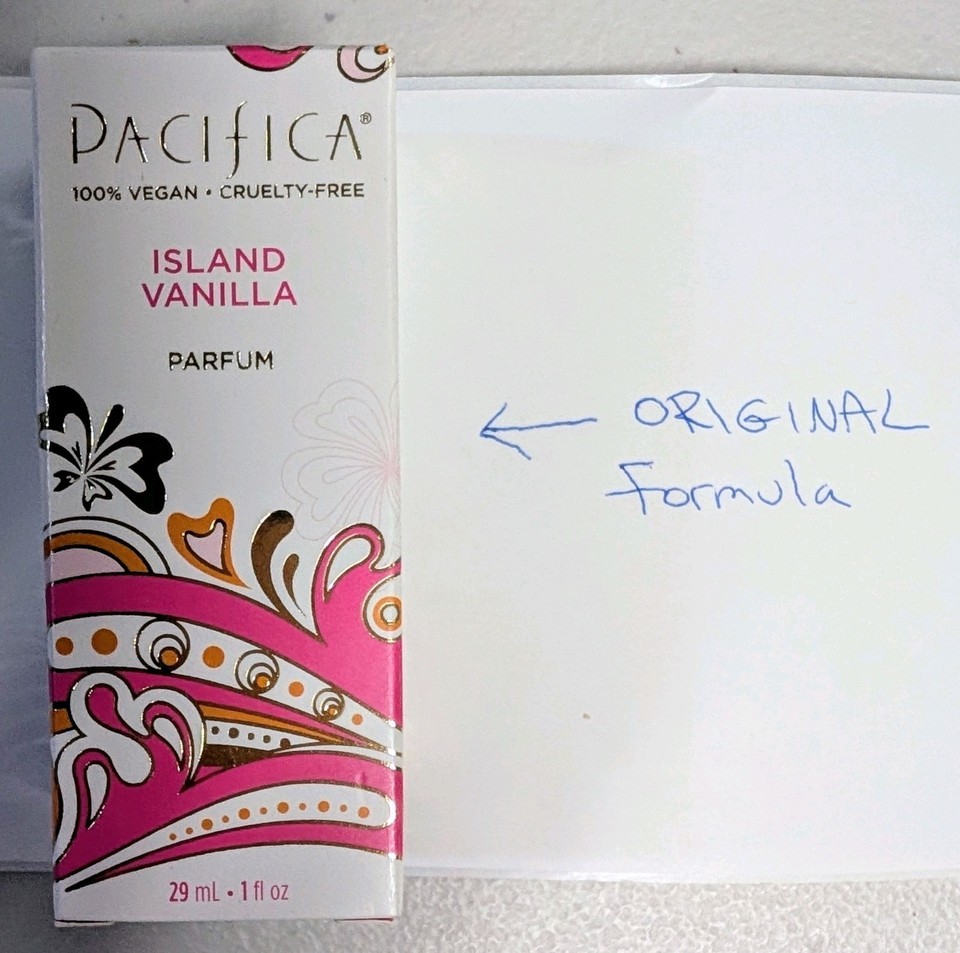 PACIFICA®
100% VEGAN • CRUELTY-FREE
ISLAND
VANILLA
PARFUM
29 mL • 1 fl oz
← ORIGINAL
Formula